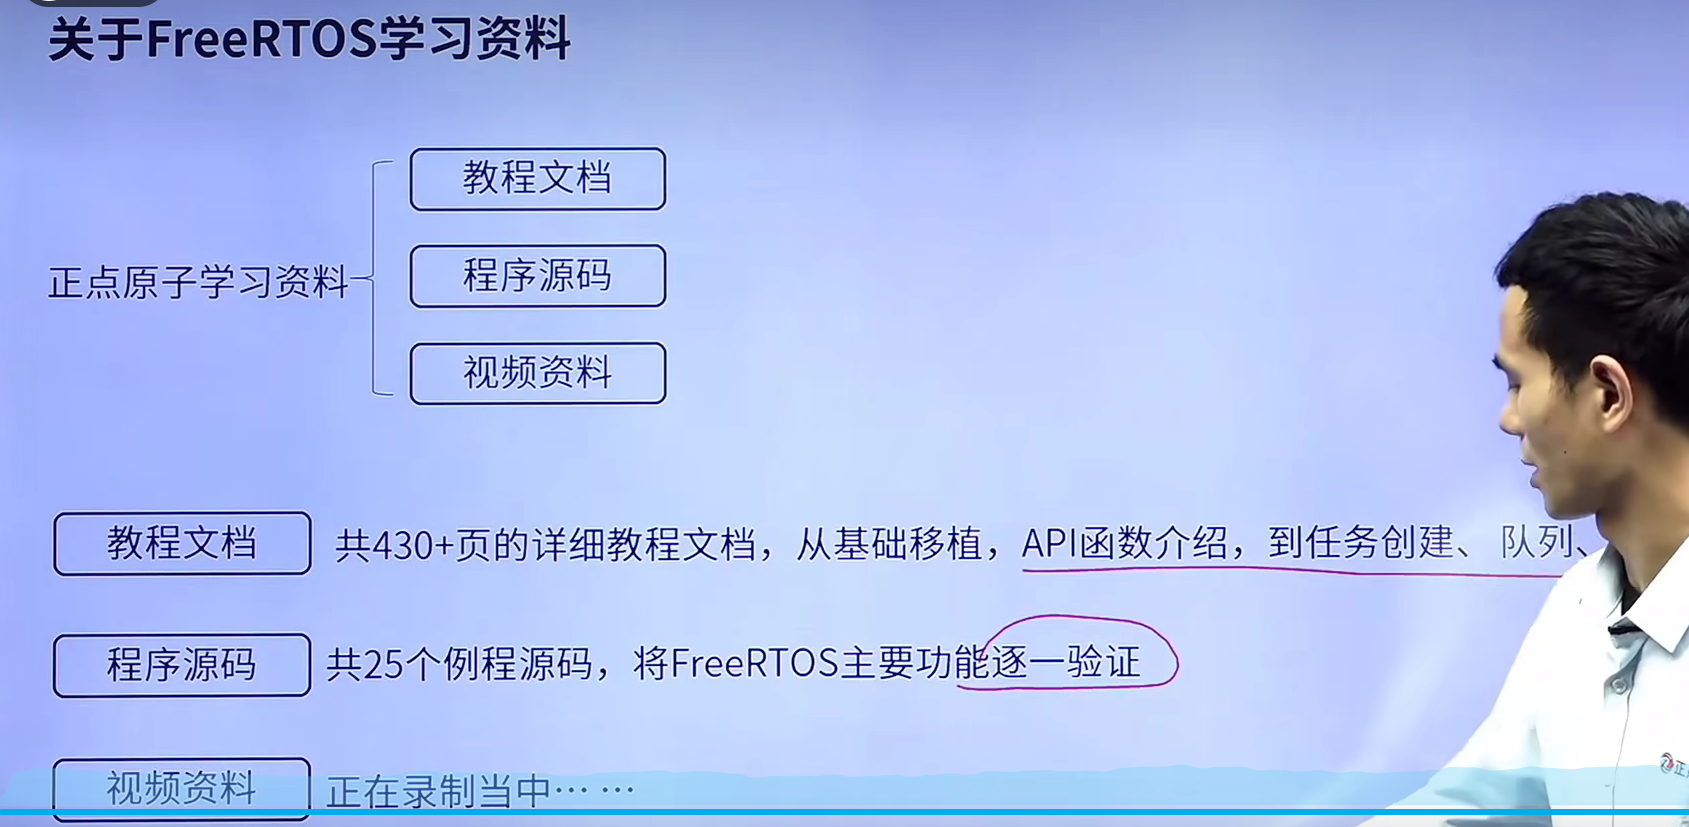 关于FreeRTOS学习资料
教程文档
程序源码
正点原子学习资料
视频资料
教程文档 共430+页的详细教程文档，从基础移植，API函数介绍，到任务创建、队列、
程序源码 共25个例程源码，将FreeRTOS主要功能逐一验证
视频资料 正在录制当中… …
正